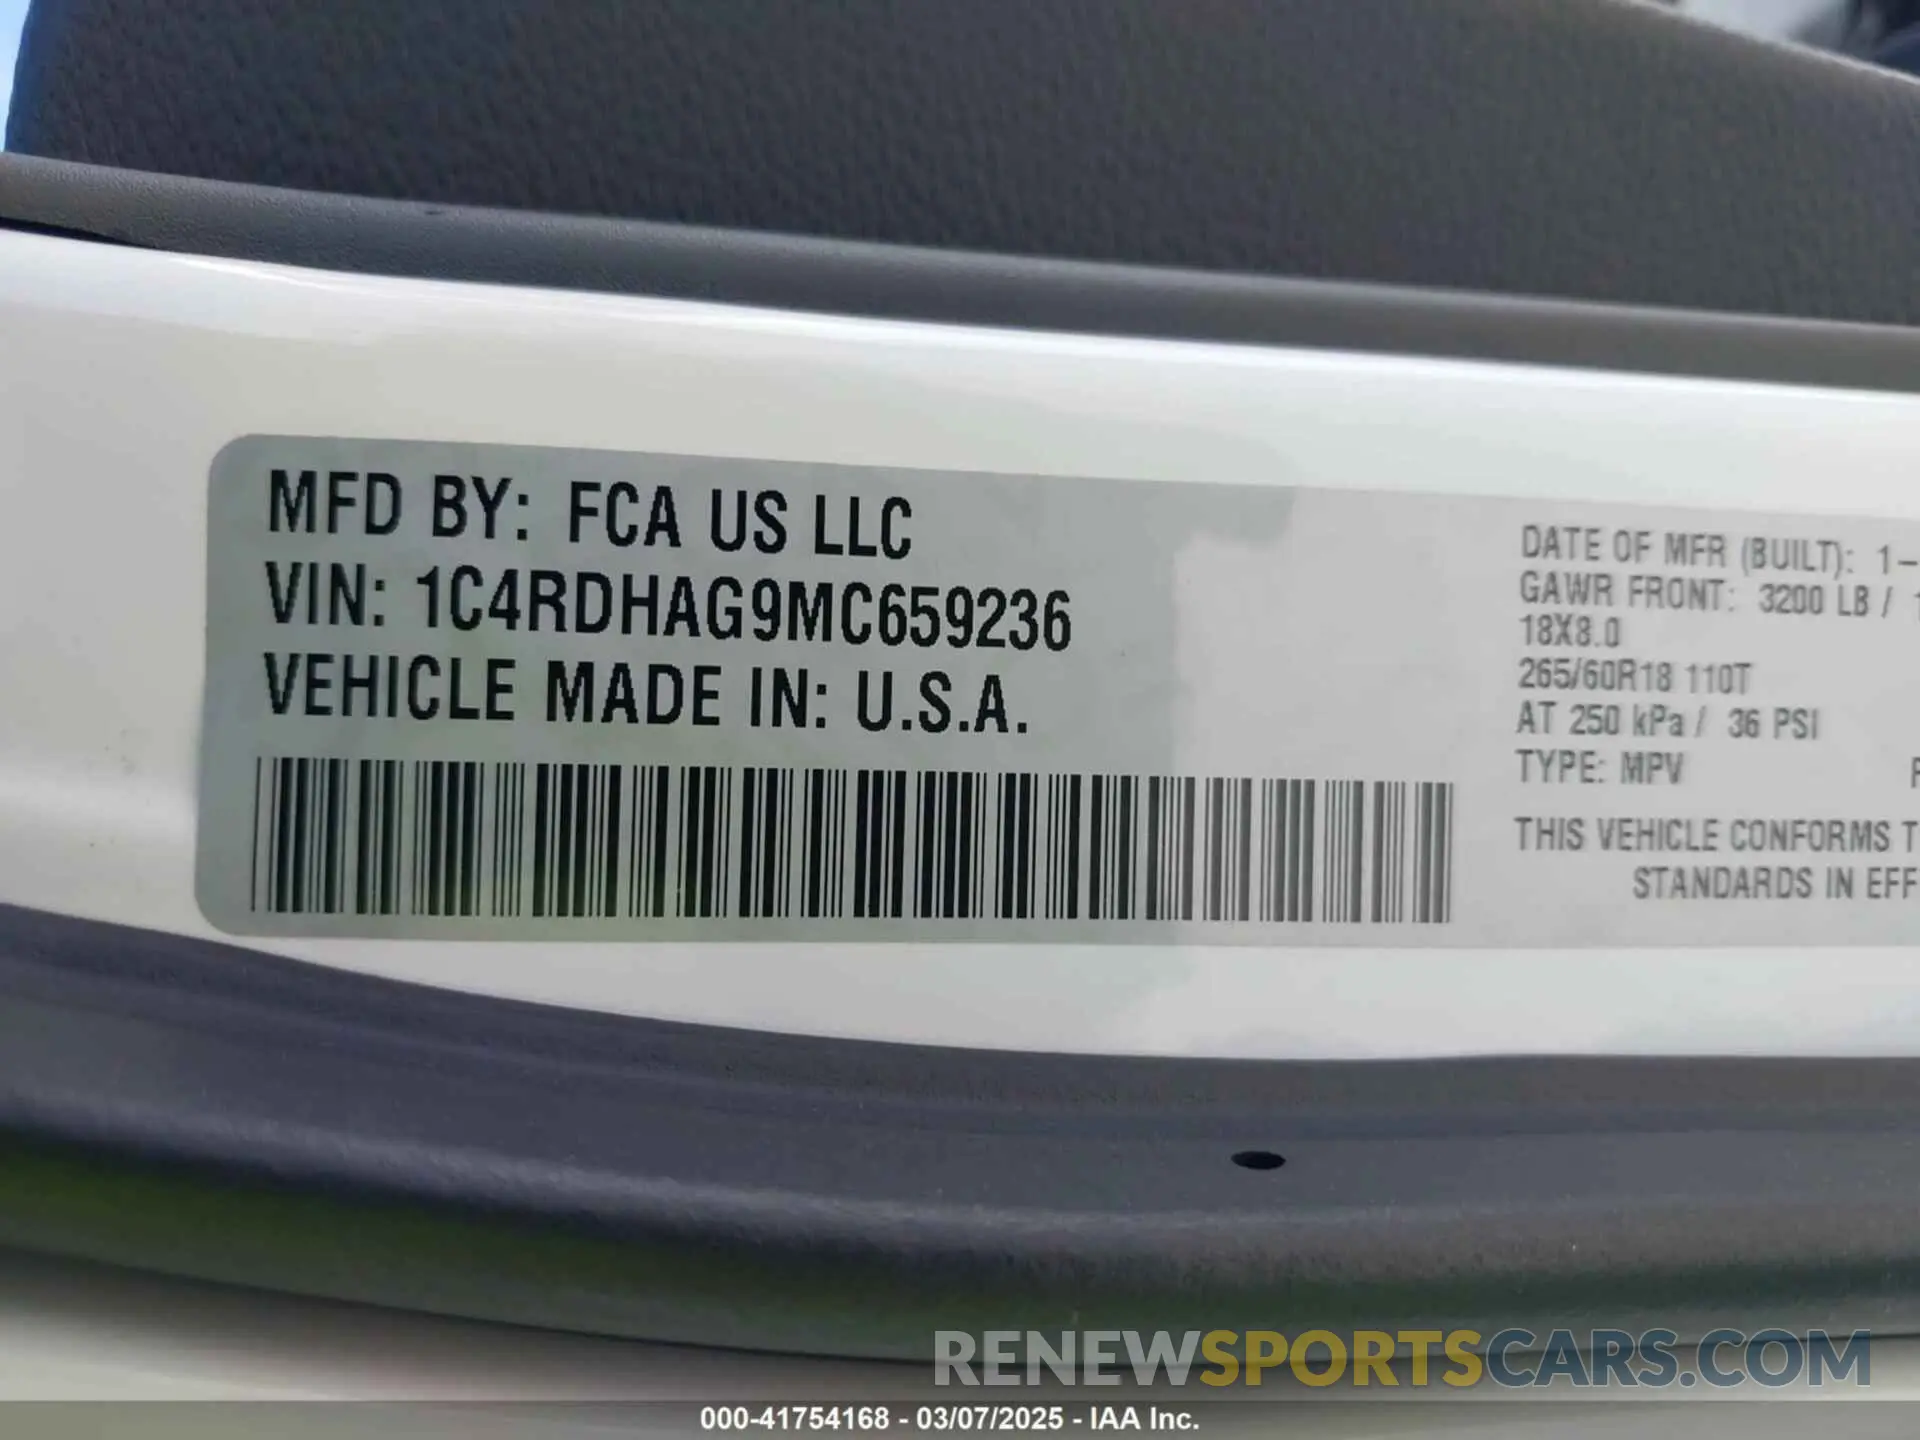 MFD BY: FCA US LLC
VIN: 1C4RDHAG9MC659236
VEHICLE MADE IN: U.S.A.
DATE OF MFR (BUILT): 1-
GAWR FRONT: 3200 LB /
18X8.0
265/60R18 110T
AT 250 kPa / 36 PSI
TYPE: MPV
THIS VEHICLE CONFORMS
STANDARDS IN
RENEWSPORTSCARS.COM
000-41754168 - 03/07/2025 - IAA Inc.